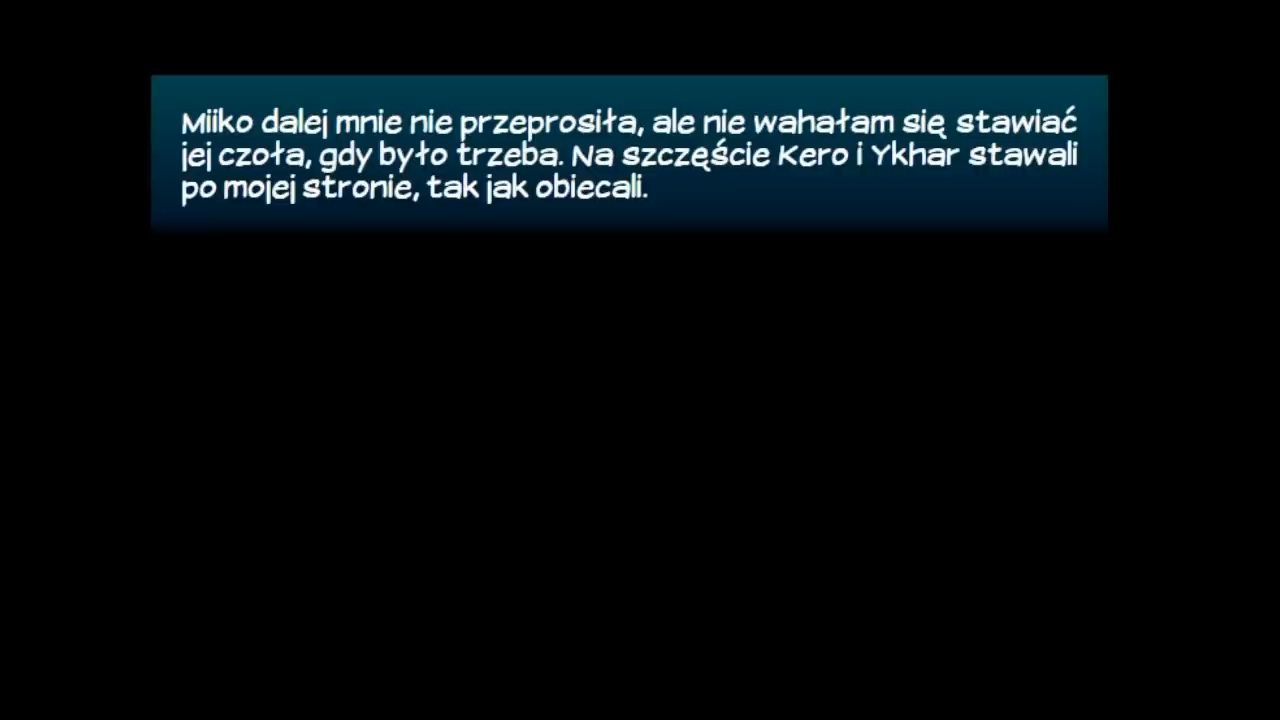 Miiko dalej mnie nie przeprosiła, ale nie wahałam się stawiać
jej czoła, gdy było trzeba. Na szczęście Kero i Ykhar stawali
po mojej stronie, tak jak obiecali.